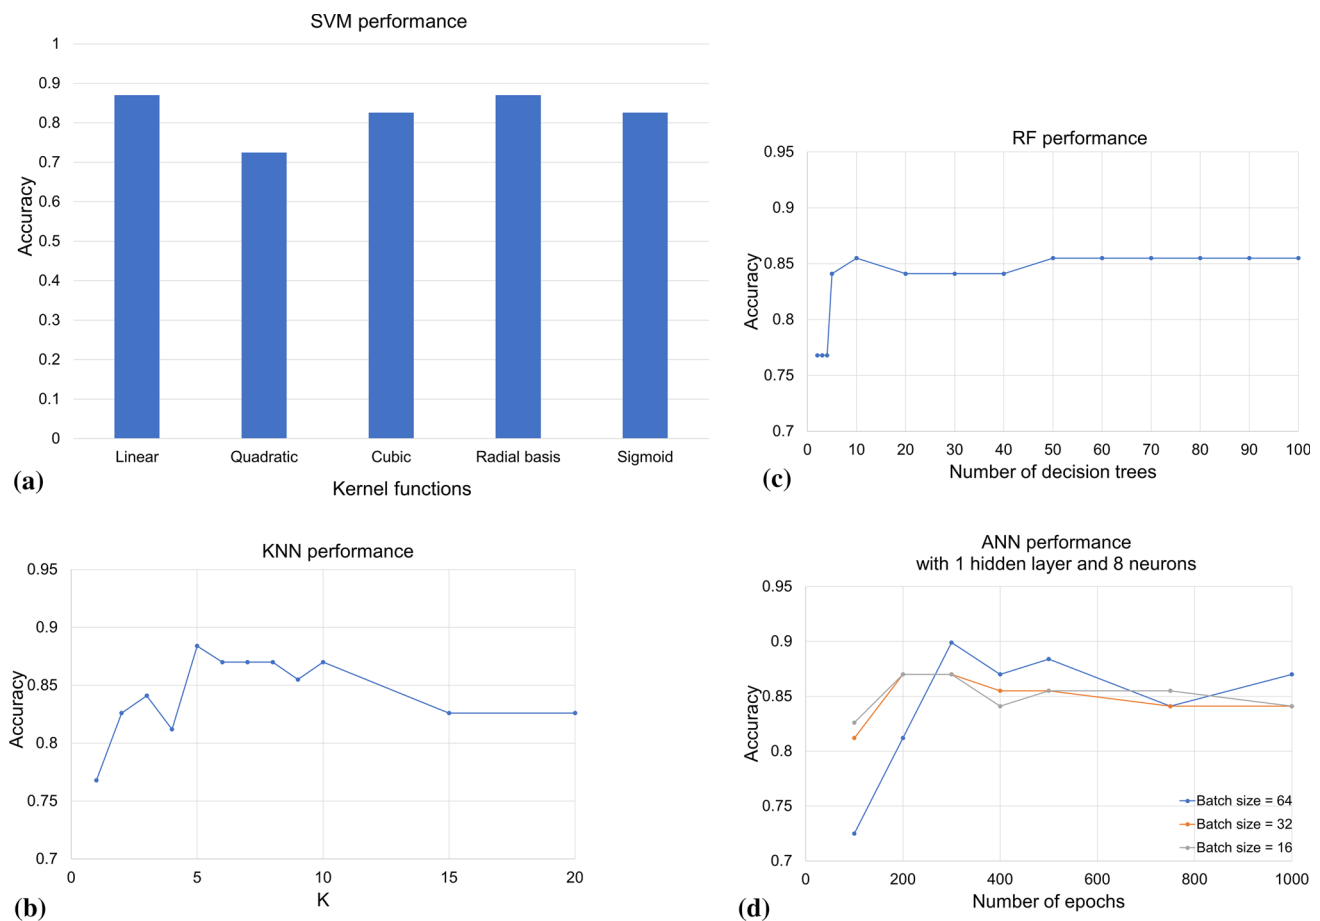 SVM performance
1
0.9
0.8
0.7
0.6
0.5
0.4
0.3
0.2
0.1
0
Accuracy
Linear Quadratic Cubic Radial basis Sigmoid
Kernel functions
(a)
RF performance
0.95
0.9
0.85
0.8
0.75
0.7
Accuracy
0 10 20 30 40 50 60 70 80 90 100
Number of decision trees
(c)
KNN performance
0.95
0.9
0.85
0.8
0.75
0.7
Accuracy
0 5 10 15 20
K
(b)
ANN performance
with 1 hidden layer and 8 neurons
0.95
0.9
0.85
0.8
0.75
0.7
Accuracy
Batch size = 64
Batch size = 32
Batch size = 16
0 200 400 600 800 1000
Number of epochs
(d)